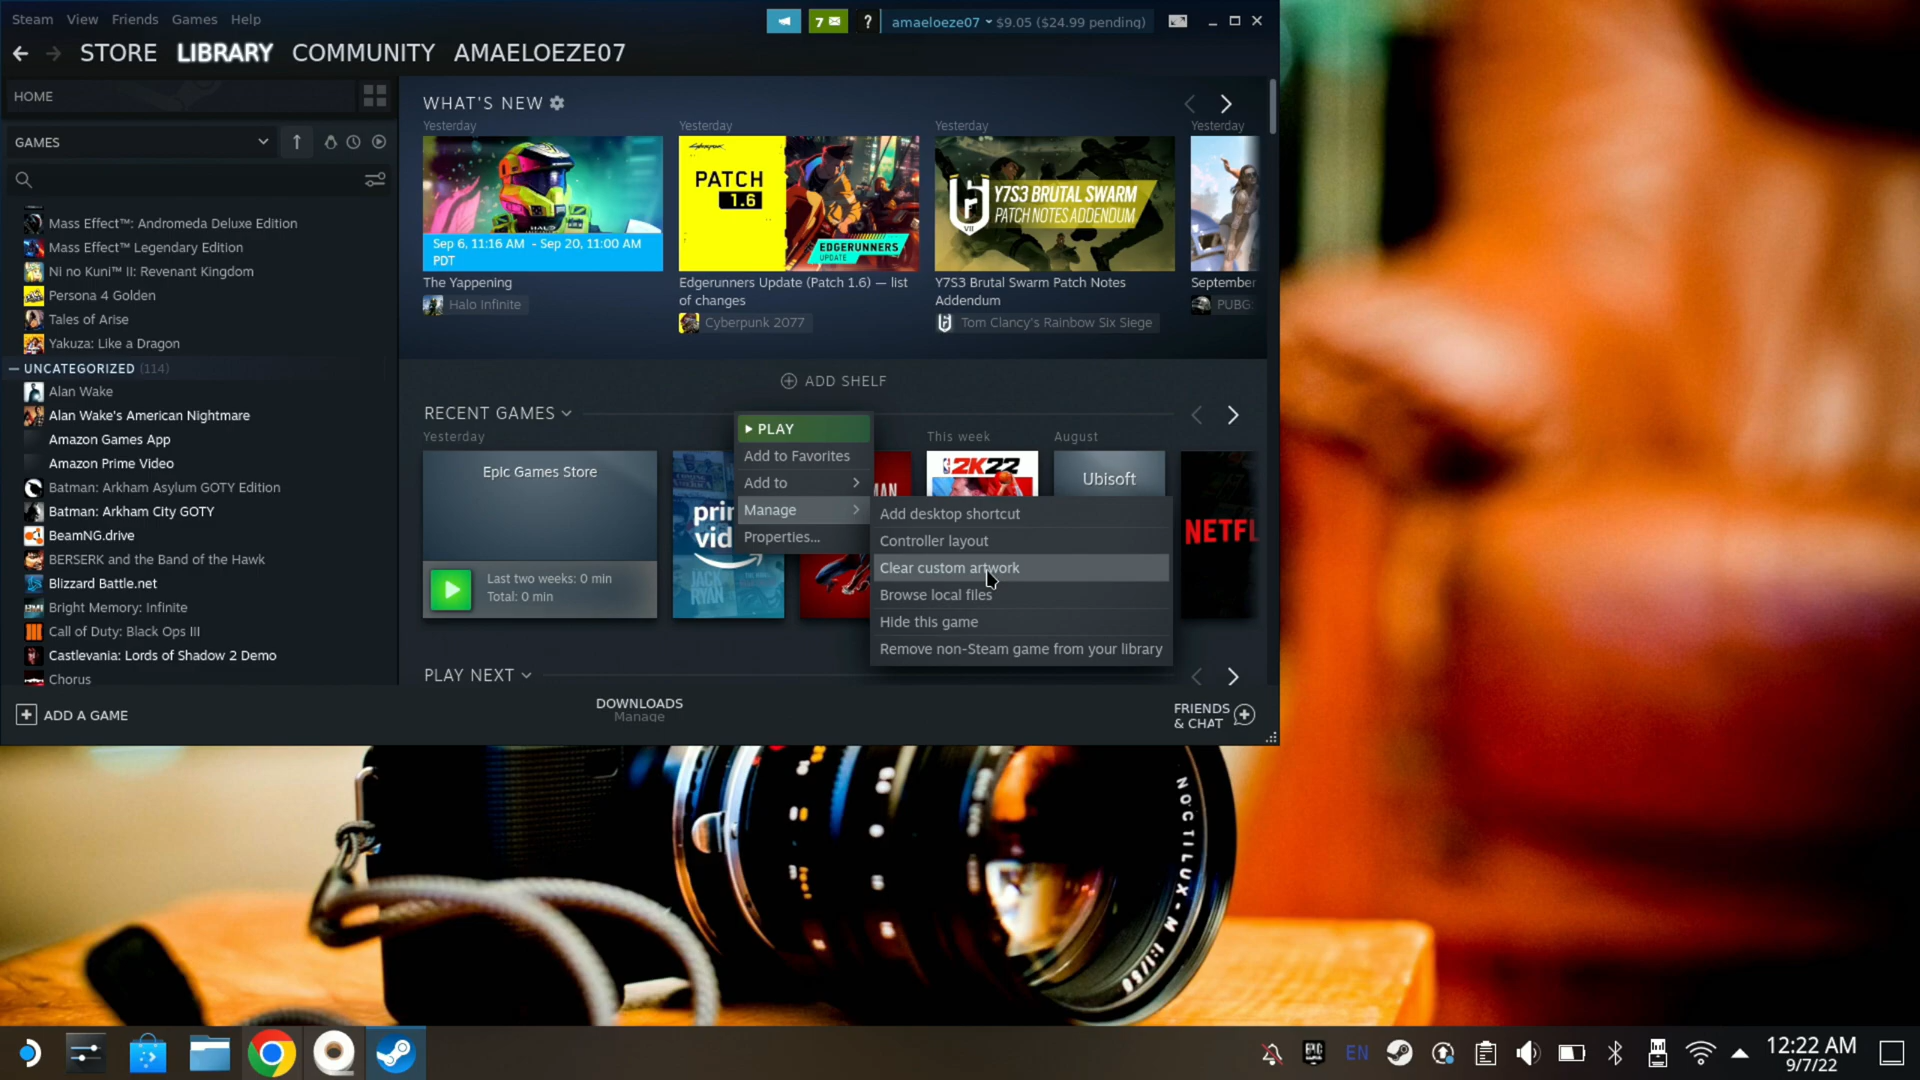 Steam View Friends Games Help
7
?
amaeloeze07 $9.05 ($24.99 pending)
STORE LIBRARY COMMUNITY AMAELOEZE07
HOME
GAMES
Mass Effect™: Andromeda Deluxe Edition
Mass Effect™ Legendary Edition
Ni no Kuni™ II: Revenant Kingdom
Persona 4 Golden
Tales of Arise
Yakuza: Like a Dragon
UNCATEGORIZED (114)
Alan Wake
Alan Wake's American Nightmare
Amazon Games App
Amazon Prime Video
Batman: Arkham Asylum GOTY Edition
Batman: Arkham City GOTY
BeamNG.drive
BERSERK and the Band of the Hawk
Blizzard Battle.net
Bright Memory: Infinite
Call of Duty: Black Ops III
Castlevania: Lords of Shadow 2 Demo
Chorus
ADD A GAME
WHAT'S NEW
Yesterday
HALO
Sep 6, 11:16 AM - Sep 20, 11:00 AM
PDT
The Yappening
Halo Infinite
Yesterday
PATCH
1.6
EDGERUNNERS
UPDATE
Edgerunners Update (Patch 1.6) — list
of changes
Cyberpunk 2077
Yesterday
Y7S3 BRUTAL SWARM
PATCH NOTES ADDENDUM
Y7S3 Brutal Swarm Patch Notes
Addendum
Tom Clancy's Rainbow Six Siege
Yesterday
September
PUBG:
ADD SHELF
RECENT GAMES
Yesterday
Epic Games Store
Last two weeks: 0 min
Total: 0 min
prim
vid
JACK
RYAN
MAN
This week
2K22
August
Ubisoft
NETFL
PLAY
Add to Favorites
Add to
Manage
Properties...
Add desktop shortcut
Controller layout
Clear custom artwork
Browse local files
Hide this game
Remove non-Steam game from your library
PLAY NEXT
DOWNLOADS
Manage
FRIENDS
& CHAT
NOCTILUX-M 1:1/50
EPIC
EN
12:22 AM
9/7/22